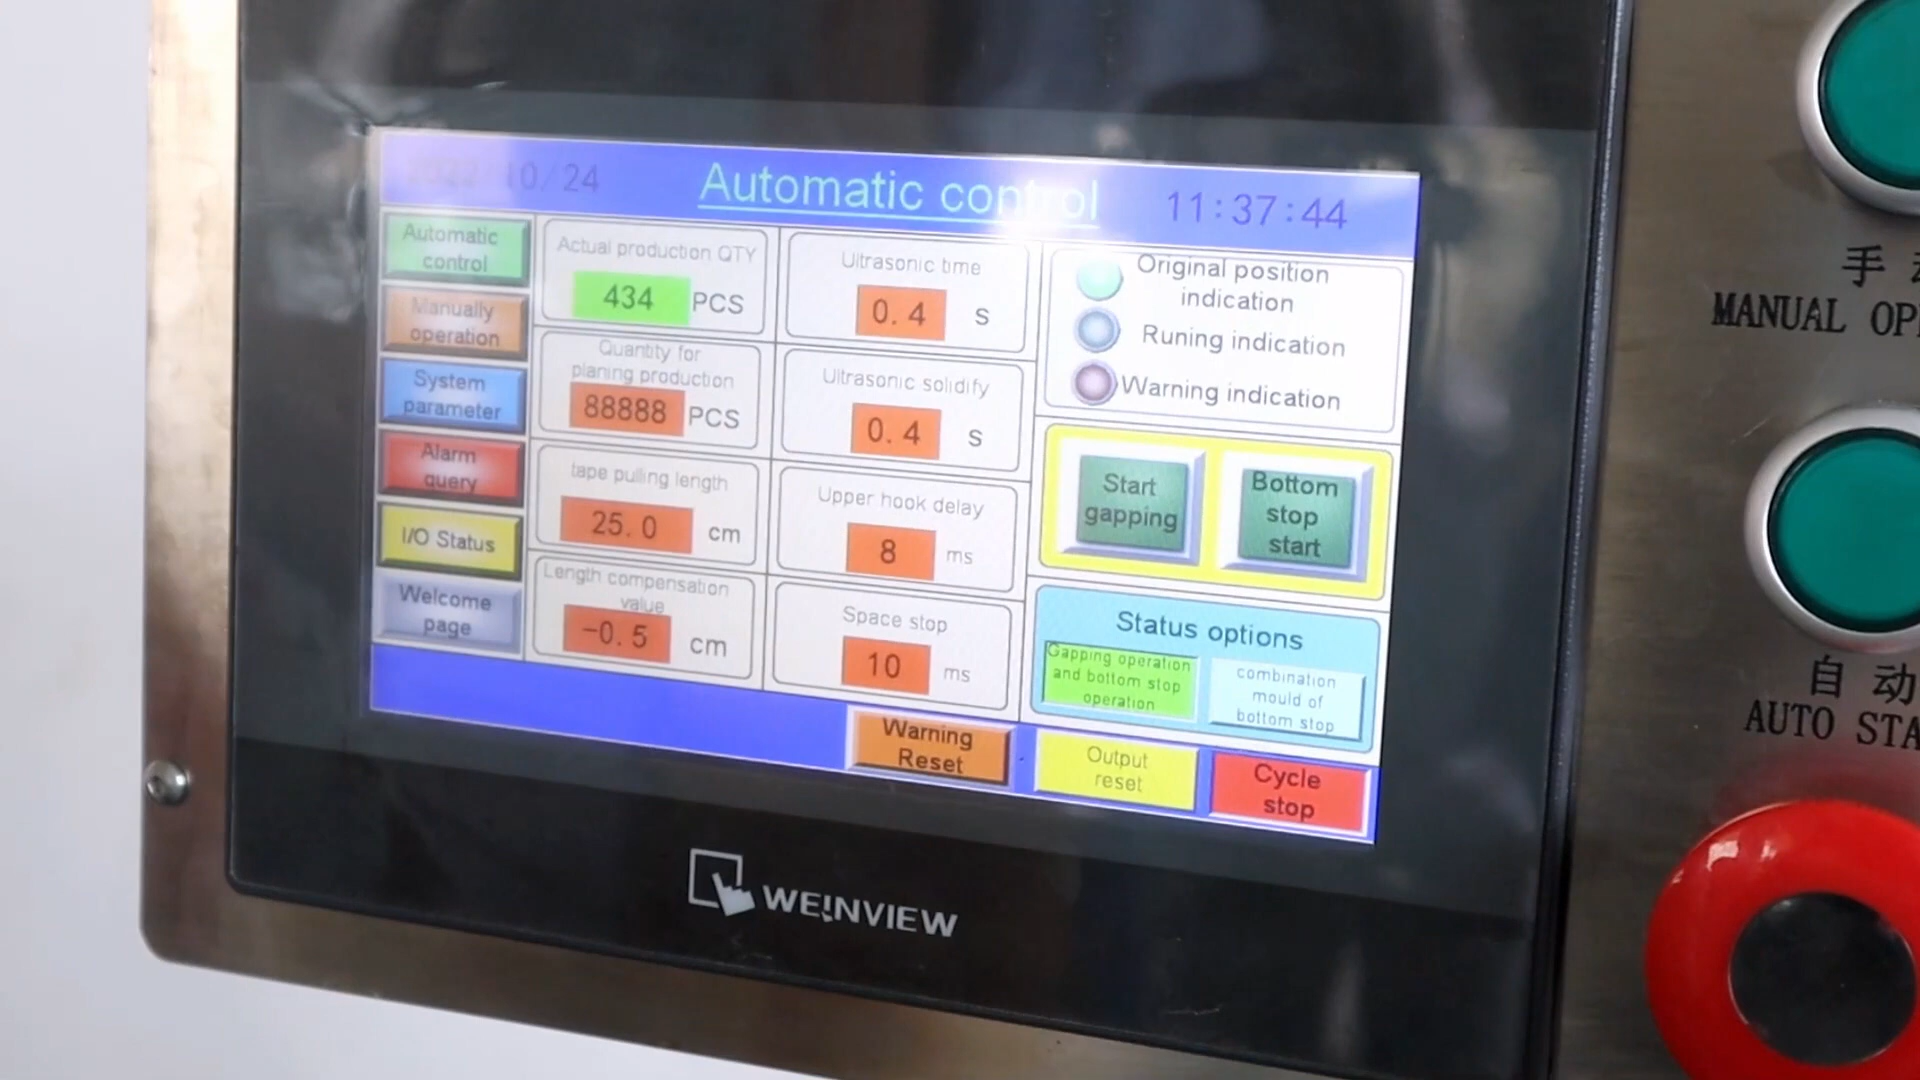 10/24
Automatic control
11:37:44
Automatic
control
Manually
operation
System
parameter
Alarm
query
I/O Status
Welcome
page
Actual production QTY
434 PCS
Quantity for
planing production
88888 PCS
tape pulling length
25.0 cm
Length compensation
value
-0.5 cm
Ultrasonic time
0.4 s
Ultrasonic solidify
0.4 s
Upper hook delay
8 ms
Space stop
10 ms
Original position
indication
Runing indication
Warning indication
Start
gapping
Bottom
stop
start
Status options
Gapping operation
and bottom stop
operation
combination
mould of
bottom stop
Warning
Reset
Output
reset
Cycle
stop
WEINVIEW
手
MANUAL OP
自动
AUTO STA